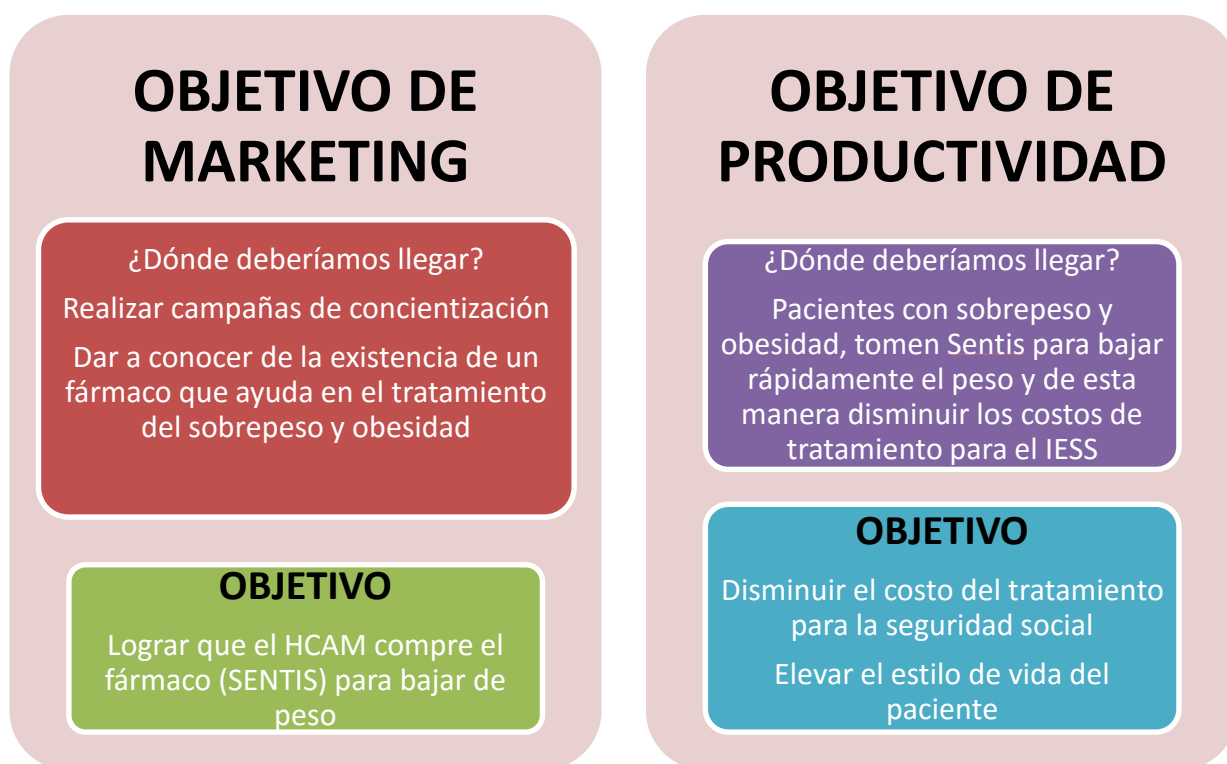 OBJETIVO DE
MARKETING
¿Dónde deberíamos llegar?
Realizar campañas de concientización
Dar a conocer de la existencia de un
fármaco que ayuda en el tratamiento
del sobrepeso y obesidad
OBJETIVO
Lograr que el HCAM compre el
fármaco (SENTIS) para bajar de
peso
OBJETIVO DE
PRODUCTIVIDAD
¿Dónde deberíamos llegar?
Pacientes con sobrepeso y
obesidad, tomen Sentis para bajar
rápidamente el peso y de esta
manera disminuir los costos de
tratamiento para el IESS
OBJETIVO
Disminuir el costo del tratamiento
para la seguridad social
Elevar el estilo de vida del
paciente